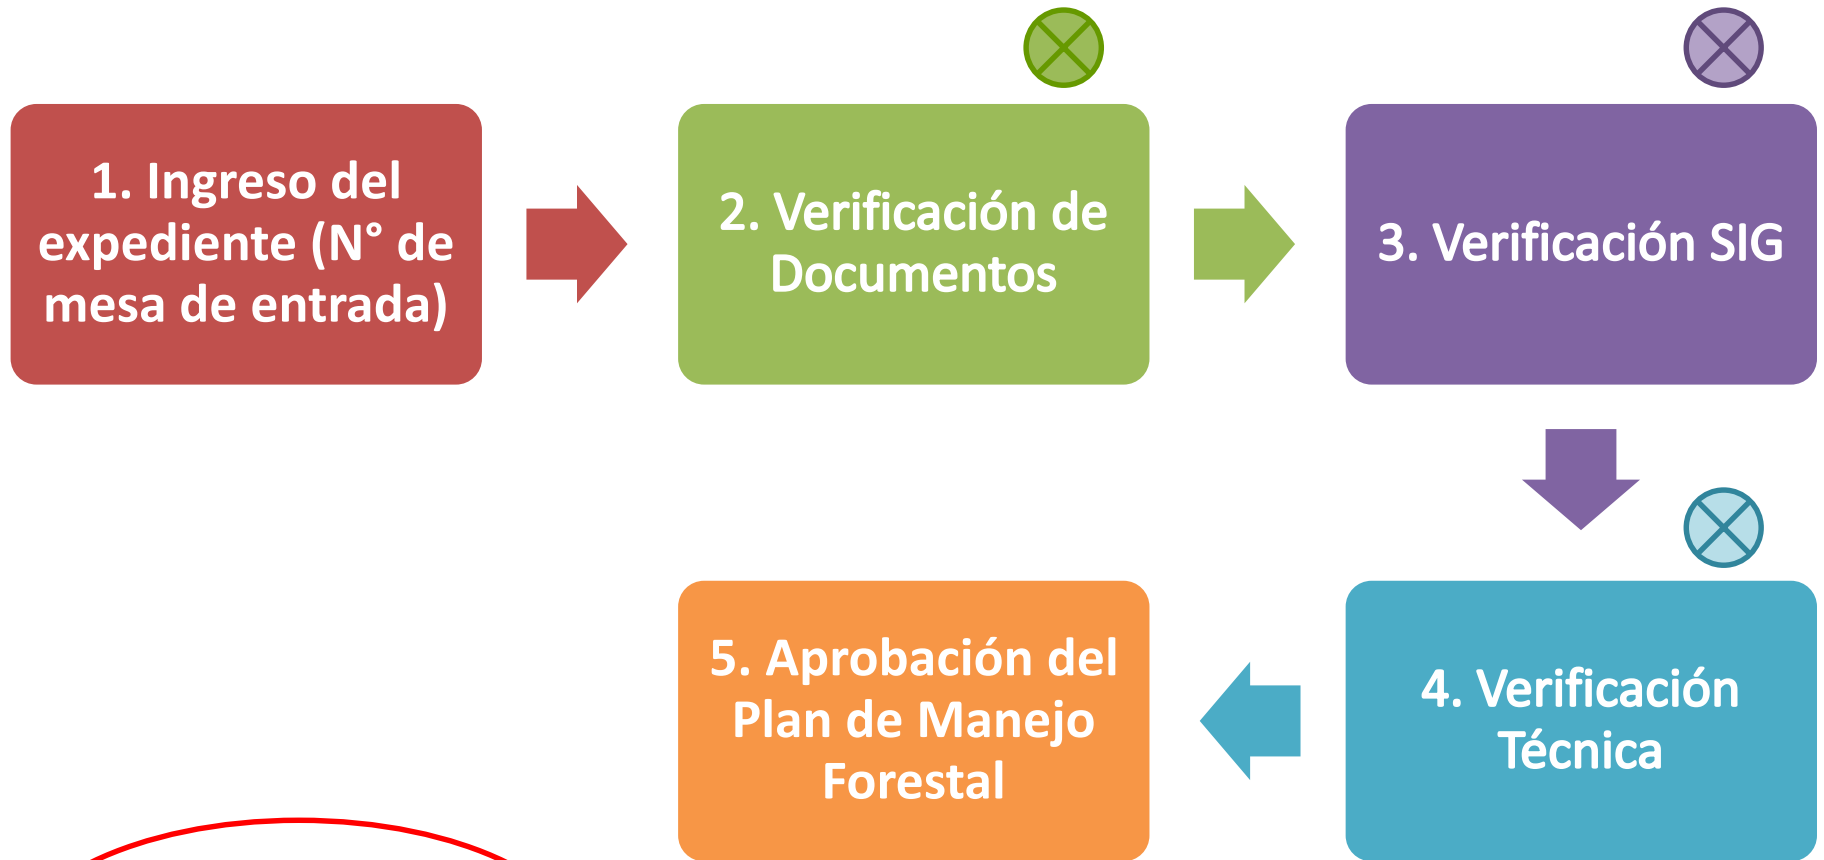 1. Ingreso del
expediente (N° de
mesa de entrada)
2. Verificación de
Documentos
3. Verificación SIG
4. Verificación
Técnica
5. Aprobación del
Plan de Manejo
Forestal